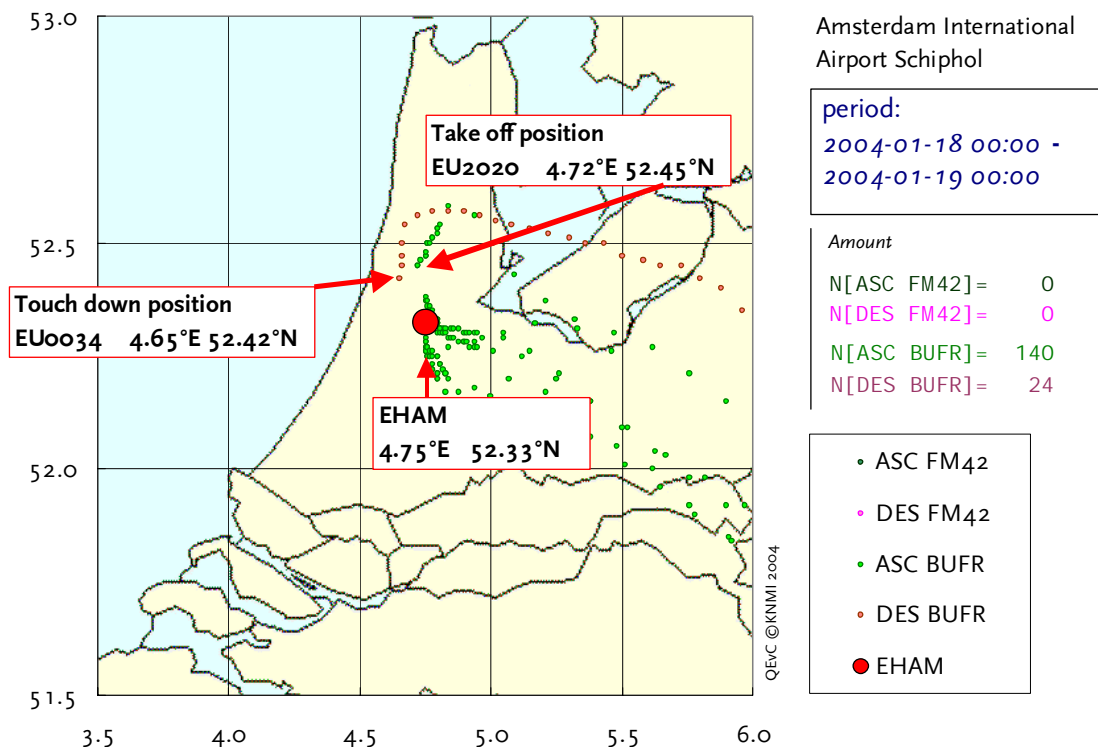 53.0
52.5
52.0
51.5
3.5 4.0 4.5 5.0 5.5 6.0
Take off position
EU2020 4.72°E 52.45°N
Touch down position
EU0034 4.65°E 52.42°N
EHAM
4.75°E 52.33°N
QEvC ©KNMI 2004
Amsterdam International
Airport Schiphol
period:
2004-01-18 00:00 -
2004-01-19 00:00
Amount
N[ASC FM42]= 0
N[DES FM42]= 0
N[ASC BUFR]= 140
N[DES BUFR]= 24
ASC FM42
DES FM42
ASC BUFR
DES BUFR
EHAM